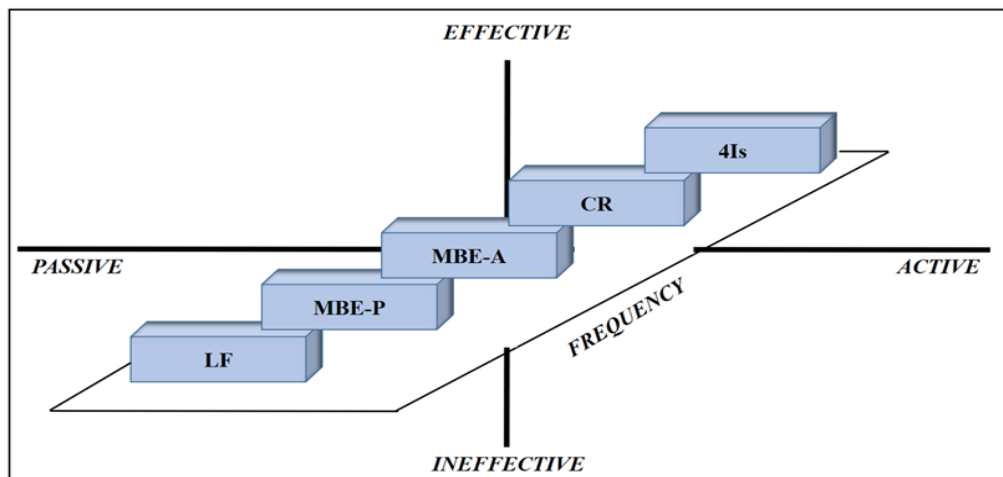 EFFECTIVE
4Is
CR
MBE-A
PASSIVE
ACTIVE
MBE-P
FREQUENCY
LF
INEFFECTIVE